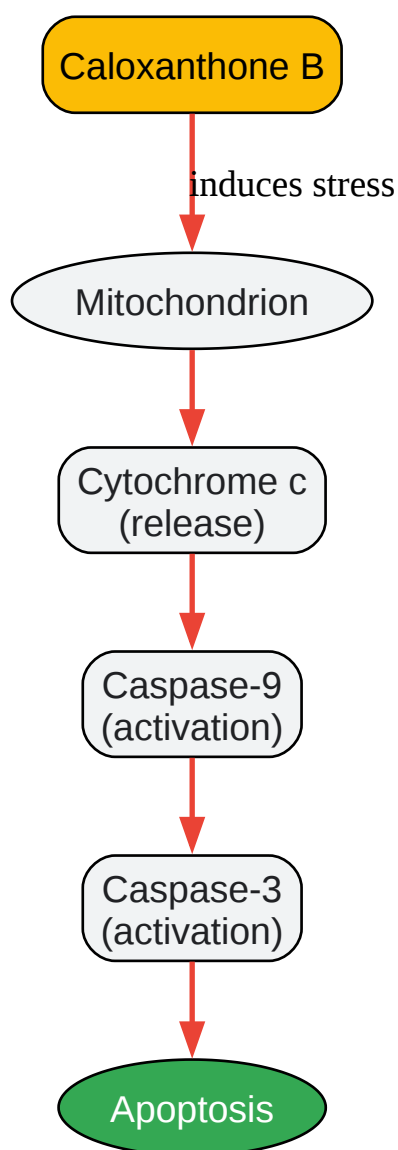 Caloxanthone B
induces stress
Mitochondrion
Cytochrome c
(release)
Caspase-9
(activation)
Caspase-3
(activation)
Apoptosis